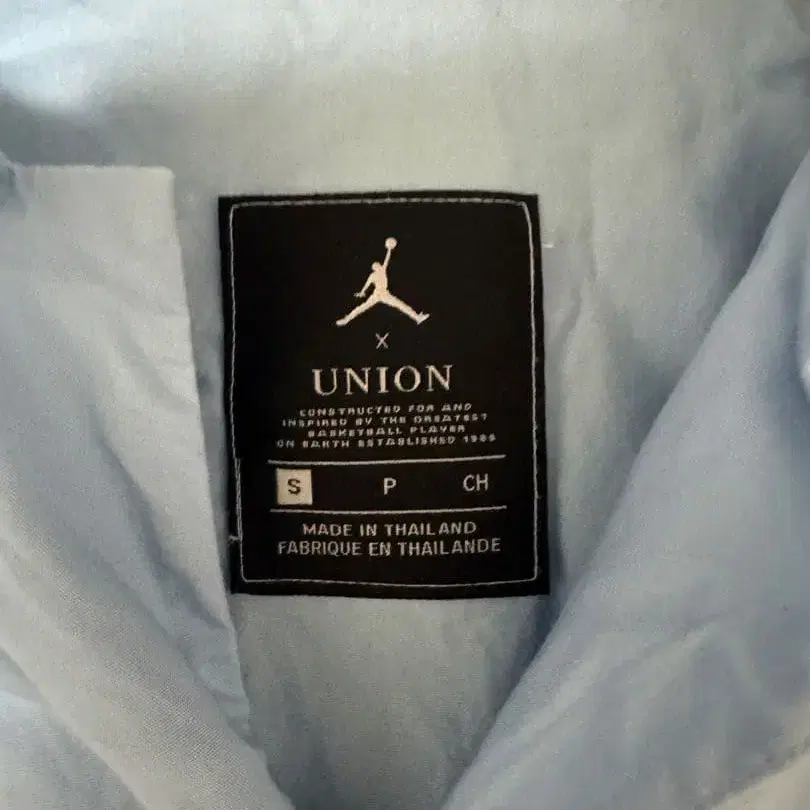 X
UNION
CONSTRUCTED FOR AND
INSPIRED BY THE GREATEST
BASKETBALL PLAYER
ON EARTH ESTABLISHED 1985
S P CH
MADE IN THAILAND
FABRIQUE EN THAILANDE